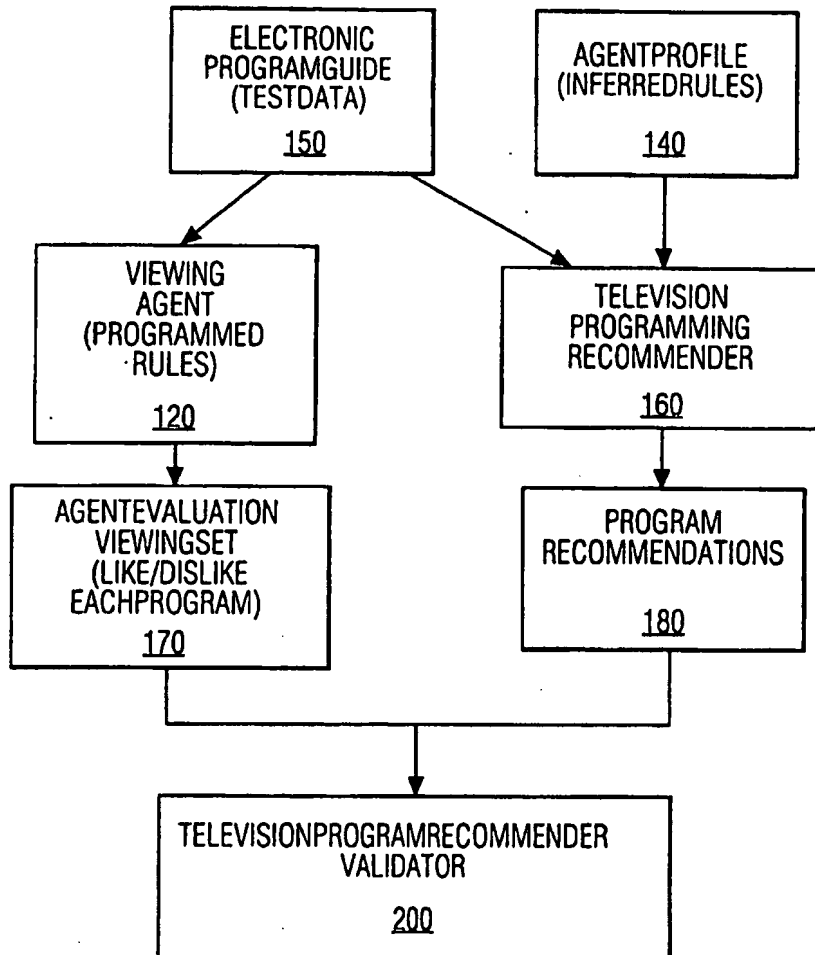 ELECTRONIC
PROGRAMGUIDE
(TESTDATA)
150
AGENTPROFILE
(INFERREDRULES)
140
VIEWING
AGENT
(PROGRAMMED
RULES)
120
TELEVISION
PROGRAMMING
RECOMMENDER
160
AGENTEVALUATION
VIEWINGSET
(LIKE/DISLIKE
EACHPROGRAM)
170
PROGRAM
RECOMMENDATIONS
180
TELEVISIONPROGRAMRECOMMENDER
VALIDATOR
200